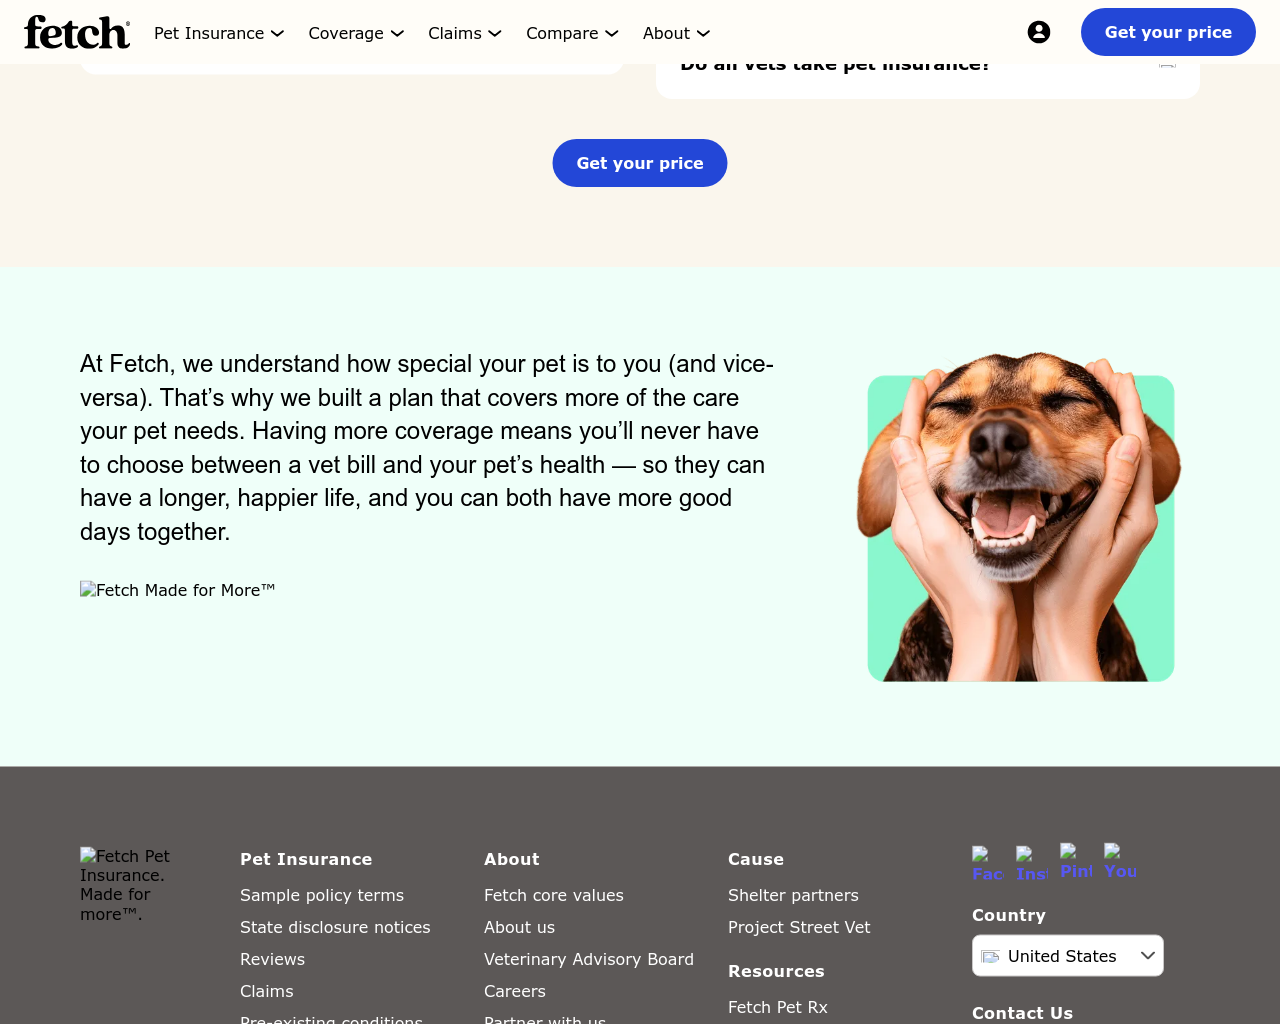 fetch
Pet Insurance
Coverage
Claims
Compare
About
Get your price
Do all vets take pet insurance?
Get your price
At Fetch, we understand how special your pet is to you (and vice-
versa). That’s why we built a plan that covers more of the care
your pet needs. Having more coverage means you’ll never have
to choose between a vet bill and your pet’s health — so they can
have a longer, happier life, and you can both have more good
days together.
Fetch Made for More™
Fetch Pet
Insurance.
Made for
more™.
Pet Insurance
Sample policy terms
State disclosure notices
Reviews
Claims
Pre-existing conditions
About
Fetch core values
About us
Veterinary Advisory Board
Careers
Partner with us
Cause
Shelter partners
Project Street Vet
Resources
Fetch Pet Rx
Fac
Inst
Pint
You
Country
United States
Contact Us